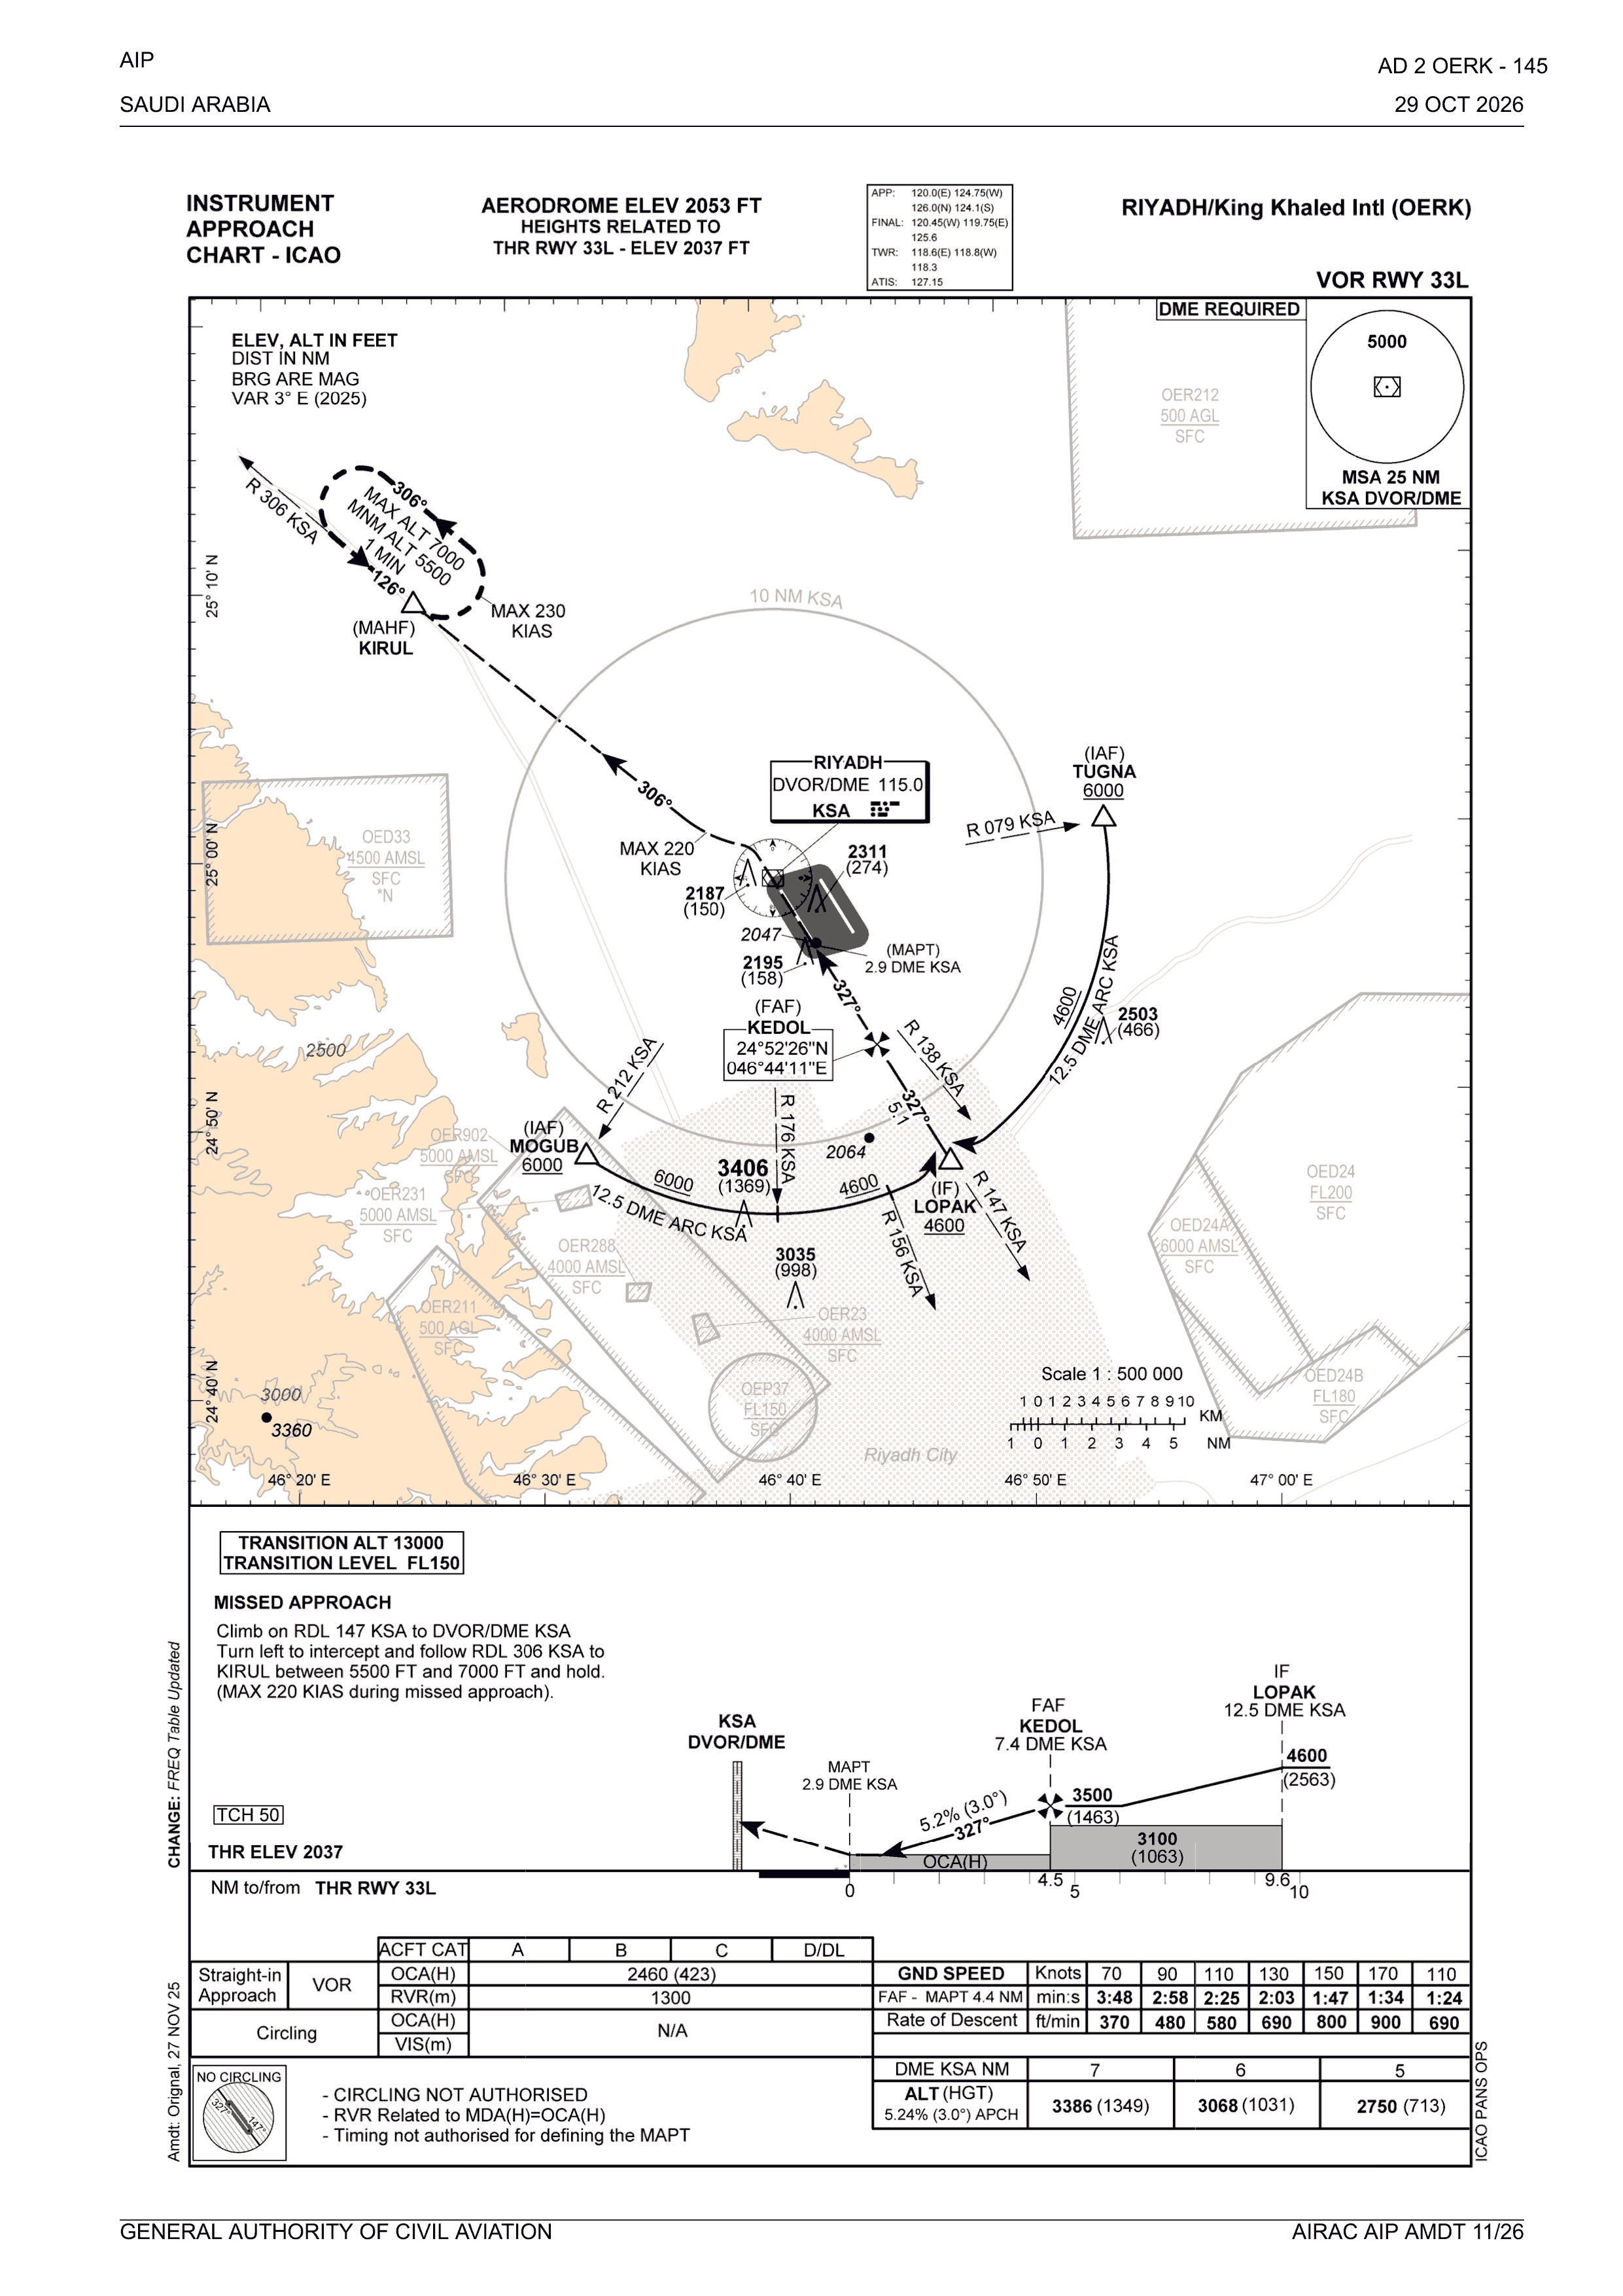 AIP
AD 2 OERK - 145
SAUDI ARABIA
29 OCT 2026
INSTRUMENT
APPROACH
CHART - ICAO
AERODROME ELEV 2053 FT
HEIGHTS RELATED TO
THR RWY 33L - ELEV 2037 FT
APP: 120.0(E) 124.75(W)
126.0(N) 124.1(S)
FINAL: 120.45(W) 119.75(E)
125.6
TWR: 118.6(E) 118.8(W)
118.3
ATIS: 127.15
RIYADH/King Khaled Intl (OERK)
VOR RWY 33L
DME REQUIRED
ELEV, ALT IN FEET
DIST IN NM
BRG ARE MAG
VAR 3° E (2025)
5000
MSA 25 NM
KSA DVOR/DME
OER212
500 AGL
SFC
R 306 KSA
306°
MAX ALT 7000
MNM ALT 5500
1 MIN
126°
MAX 230
KIAS
(MAHF)
KIRUL
25° 10' N
10 NM KSA
306°
MAX 220
KIAS
RIYADH
DVOR/DME 115.0
KSA
(IAF)
TUGNA
6000
R 079 KSA
OED33
4500 AMSL
SFC
°N
25° 00' N
2311
(274)
2187
(150)
2047
2195
(158)
(MAPT)
2.9 DME KSA
327°
(FAF)
KEDOL
24°52'26"N
046°44'11"E
R 138 KSA
4600
12.5 DME ARC KSA
2503
(466)
2500
R 212 KSA
R 176 KSA
327°
5.1
24° 50' N
OER902
5000 AMSL
SFC
(IAF)
MOGUB
6000
2064
3406
(1369)
6000
12.5 DME ARC KSA
4600
(IF)
LOPAK
4600
R 147 KSA
R 156 KSA
OER231
5000 AMSL
SFC
OER288
4000 AMSL
SFC
3035
(998)
OED24
FL200
SFC
OED24A
6000 AMSL
SFC
OER211
500 AGL
SFC
OER23
4000 AMSL
SFC
OEP37
FL150
SFC
OED24B
FL180
SFC
24° 40' N
3000
3360
Riyadh City
Scale 1 : 500 000
1 0 1 2 3 4 5 6 7 8 9 10
KM
1 0 1 2 3 4 5 NM
46° 20' E
46° 30' E
46° 40' E
46° 50' E
47° 00' E
TRANSITION ALT 13000
TRANSITION LEVEL FL150
MISSED APPROACH
Climb on RDL 147 KSA to DVOR/DME KSA
Turn left to intercept and follow RDL 306 KSA to
KIRUL between 5500 FT and 7000 FT and hold.
(MAX 220 KIAS during missed approach).
CHANGE: FREQ Table Updated
KSA
DVOR/DME
MAPT
2.9 DME KSA
FAF
KEDOL
7.4 DME KSA
IF
LOPAK
12.5 DME KSA
4600
(2563)
3500
(1463)
5.2% (3.0°)
327°
3100
(1063)
OCA(H)
TCH 50
THR ELEV 2037
NM to/from THR RWY 33L
0 4.5 5 9.6 10
ACFT CAT A B C D/DL
Straight-in
Approach
VOR
OCA(H) 2460 (423)
RVR(m) 1300
Circling
OCA(H)
VIS(m)
N/A
GND SPEED Knots 70 90 110 130 150 170 110
FAF - MAPT 4.4 NM min:s 3:48 2:58 2:25 2:03 1:47 1:34 1:24
Rate of Descent ft/min 370 480 580 690 800 900 690
DME KSA NM 7 6 5
ALT (HGT)
5.24% (3.0°) APCH
3386 (1349) 3068 (1031) 2750 (713)
NO CIRCLING
327°
147°
- CIRCLING NOT AUTHORISED
- RVR Related to MDA(H)=OCA(H)
- Timing not authorised for defining the MAPT
Amdt: Orignal, 27 NOV 25
ICAO PANS OPS
GENERAL AUTHORITY OF CIVIL AVIATION
AIRAC AIP AMDT 11/26